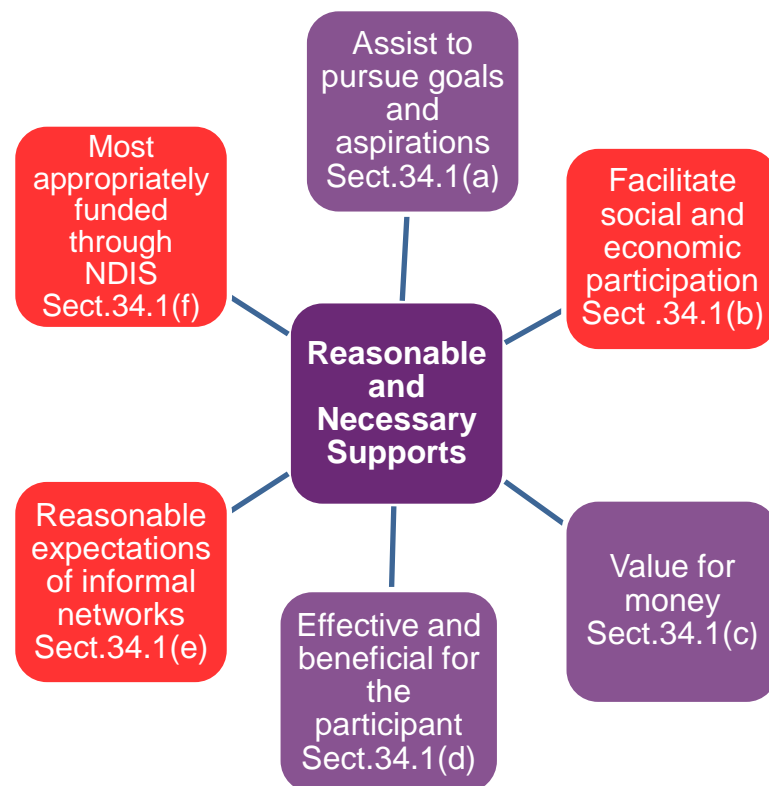 Assist to
pursue goals
and
aspirations
Sect.34.1(a)
Most
appropriately
funded
through
NDIS
Sect.34.1(f)
Facilitate
social and
economic
participation
Sect .34.1(b)
Reasonable
and
Necessary
Supports
Reasonable
expectations
of informal
networks
Sect.34.1(e)
Value for
money
Sect.34.1(c)
Effective and
beneficial for
the
participant
Sect.34.1(d)